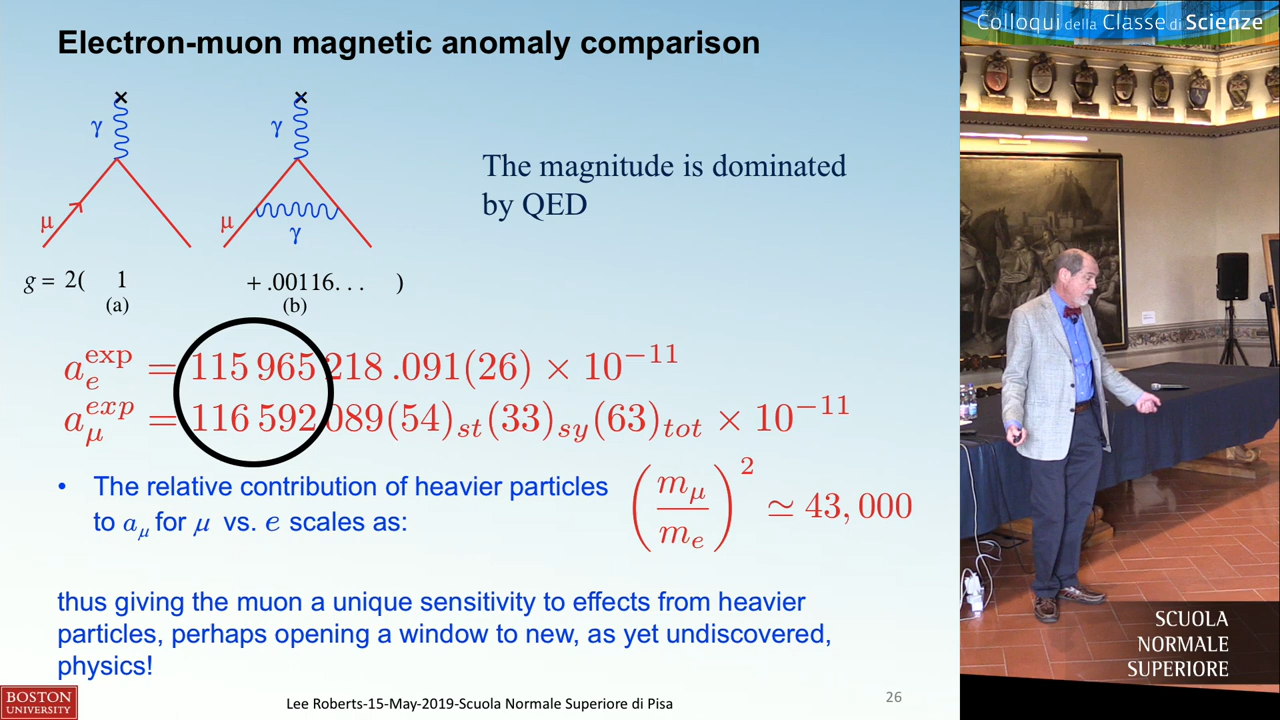 Electron-muon magnetic anomaly comparison
× ×
γ γ
The magnitude is dominated
by QED
μ μ γ
g = 2( 1 + .00116. . . )
(a) (b)
a_e^{exp} = 115 965 218 .091(26) × 10^{−11}
a_μ^{exp} = 116 592 089(54)_{st}(33)_{sy}(63)_{tot} × 10^{−11}
• The relative contribution of heavier particles
to a_μ for μ vs. e scales as:
(m_μ / m_e)^2 ≃ 43,000
thus giving the muon a unique sensitivity to effects from heavier
particles, perhaps opening a window to new, as yet undiscovered,
physics!
BOSTON
UNIVERSITY
Lee Roberts-15-May-2019-Scuola Normale Superiore di Pisa
26
Colloqui della Classe di Scienze
SCUOLA
NORMALE
SUPERIORE